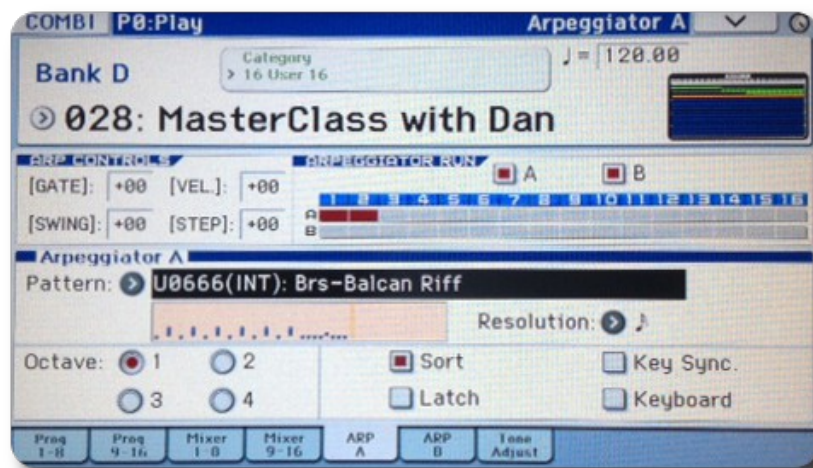 COMBI P0:Play Arpeggiator A
Category
♩= 120.00
Bank D > 16 User 16
028: MasterClass with Dan
ARP CONTROLS ARPEGGIATOR RUN
A B
[GATE]: +00 [VEL.]: +00
1 2 3 4 5 6 7 8 9 10 11 12 13 14 15 16
[SWING]: +00 [STEP]: +00 A
B
Arpeggiator A
Pattern: U0666(INT): Brs-Balcan Riff
Resolution: ♪
Octave: 1 2 Sort Key Sync.
3 4 Latch Keyboard
Prog 1-8 Prog 9-16 Mixer 1-8 Mixer 9-16 ARP A ARP B Tone Adjust